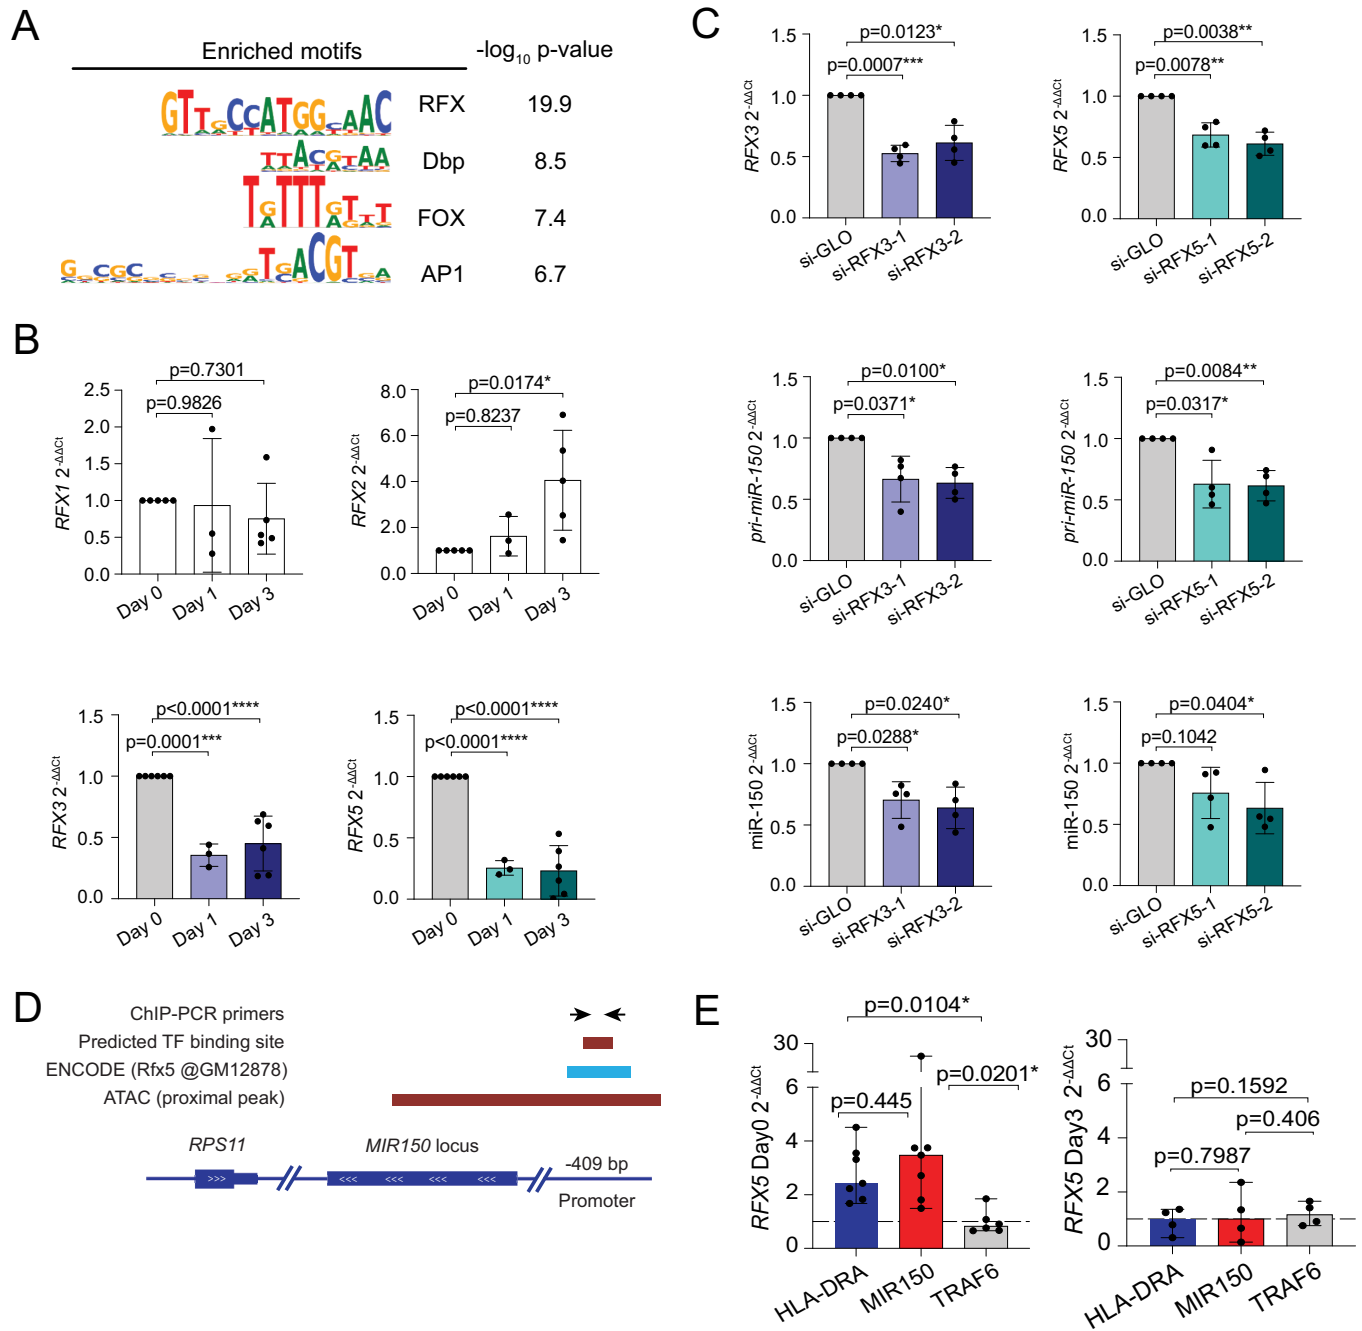 A
Enriched motifs
-log10 p-value
GTTGCCATGGCAAC
RFX
19.9
TTACGTAA
Dbp
8.5
TGTTTGTTT
FOX
7.4
AP1
6.7
B
RFX1 2-ΔΔCt
2.5
2.0
1.5
1.0
0.5
0.0
p=0.7301
p=0.9826
Day 0
Day 1
Day 3
RFX2 2-ΔΔCt
8.0
6.0
4.0
2.0
0.0
p=0.0174*
p=0.8237
Day 0
Day 1
Day 3
RFX3 2-ΔΔCt
1.5
1.0
0.5
0.0
p<0.0001****
p=0.0001***
Day 0
Day 1
Day 3
RFX5 2-ΔΔCt
1.5
1.0
0.5
0.0
p<0.0001****
p<0.0001****
Day 0
Day 1
Day 3
C
RFX3 2-ΔΔCt
1.5
1.0
0.5
0.0
p=0.0123*
p=0.0007***
si-GLO
si-RFX3-1
si-RFX3-2
RFX5 2-ΔΔCt
1.5
1.0
0.5
0.0
p=0.0038**
p=0.0078**
si-GLO
si-RFX5-1
si-RFX5-2
pri-miR-150 2-ΔΔCt
1.5
1.0
0.5
0.0
p=0.0100*
p=0.0371*
si-GLO
si-RFX3-1
si-RFX3-2
pri-miR-150 2-ΔΔCt
1.5
1.0
0.5
0.0
p=0.0084**
p=0.0317*
si-GLO
si-RFX5-1
si-RFX5-2
miR-150 2-ΔΔCt
1.5
1.0
0.5
0.0
p=0.0240*
p=0.0288*
si-GLO
si-RFX3-1
si-RFX3-2
miR-150 2-ΔΔCt
1.5
1.0
0.5
0.0
p=0.0404*
p=0.1042
si-GLO
si-RFX5-1
si-RFX5-2
D
ChIP-PCR primers
Predicted TF binding site
ENCODE (Rfx5 @GM12878)
ATAC (proximal peak)
RPS11
MIR150 locus
-409 bp
>>>
<<< <<< <<< <<<
Promoter
E
RFX5 Day0 2-ΔΔCt
30
6
4
2
0
p=0.0104*
p=0.0201*
p=0.445
HLA-DRA
MIR150
TRAF6
RFX5 Day3 2-ΔΔCt
30
6
4
2
0
p=0.1592
p=0.406
p=0.7987
HLA-DRA
MIR150
TRAF6